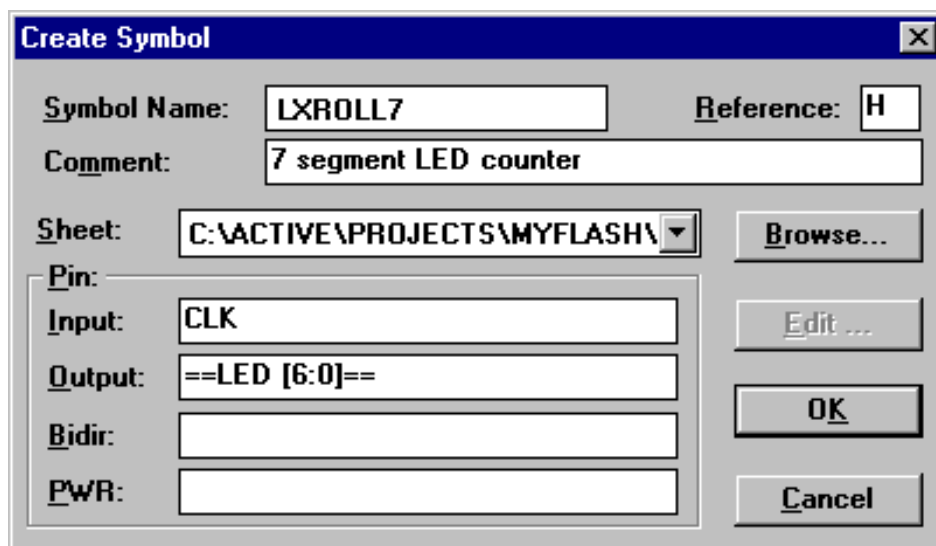 Create Symbol
Symbol Name: LXROLL7 Reference: H
Comment: 7 segment LED counter
Sheet: C:\ACTIVE\PROJECTS\MYFLASH\ Browse...
Pin:
Input: CLK Edit ...
Output: ==LED [6:0]==
OK
Bidir:
PWR: Cancel